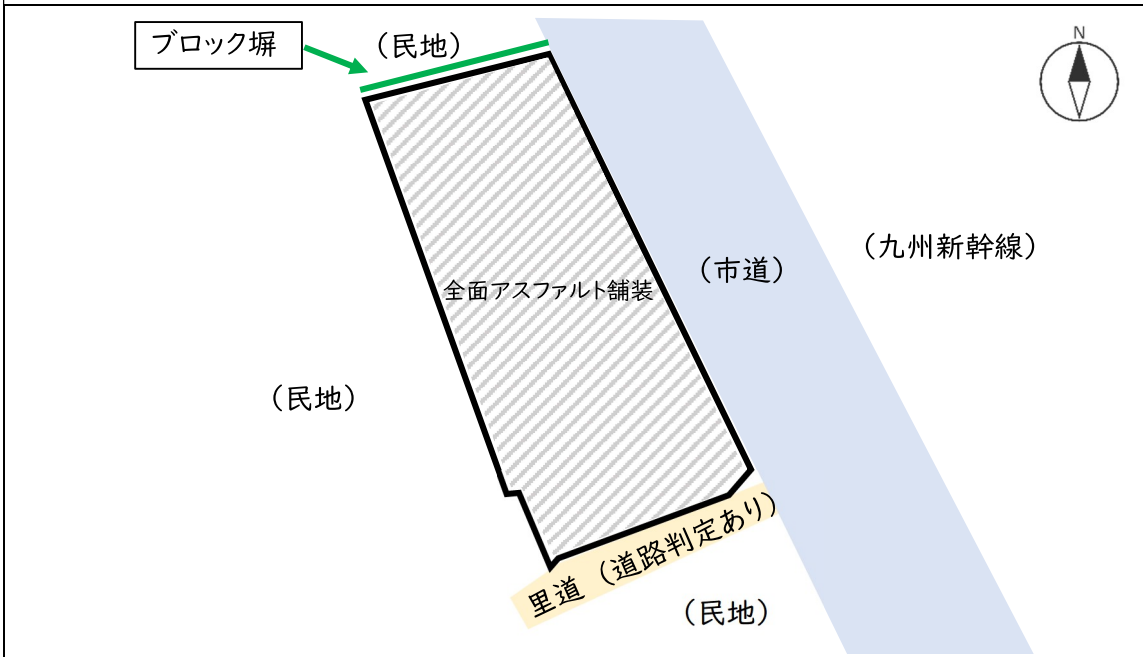 ブロック塀
（民地）
N
（九州新幹線）
（市道）
全面アスファルト舗装
（民地）
里道（道路判定あり）
（民地）